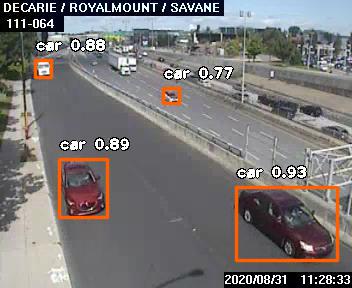 DECARIE / ROYALMOUNT / SAVANE
111-064
car 0.88
car 0.77
car 0.89
car 0.93
2020/08/31 11:28:33